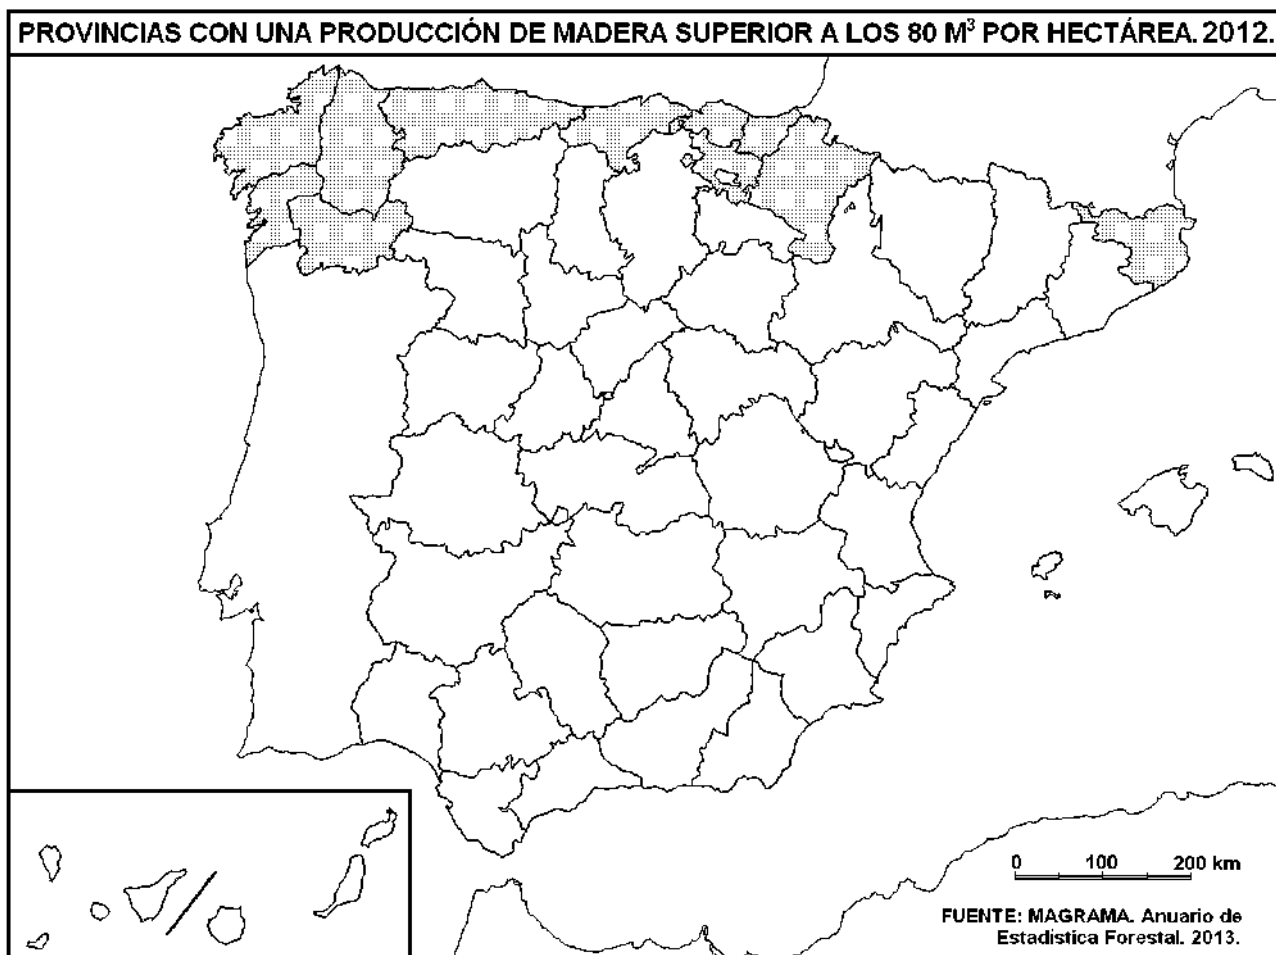 PROVINCIAS CON UNA PRODUCCIÓN DE MADERA SUPERIOR A LOS 80 M³ POR HECTÁREA. 2012.
0 100 200 km
FUENTE: MAGRAMA. Anuario de
Estadística Forestal. 2013.